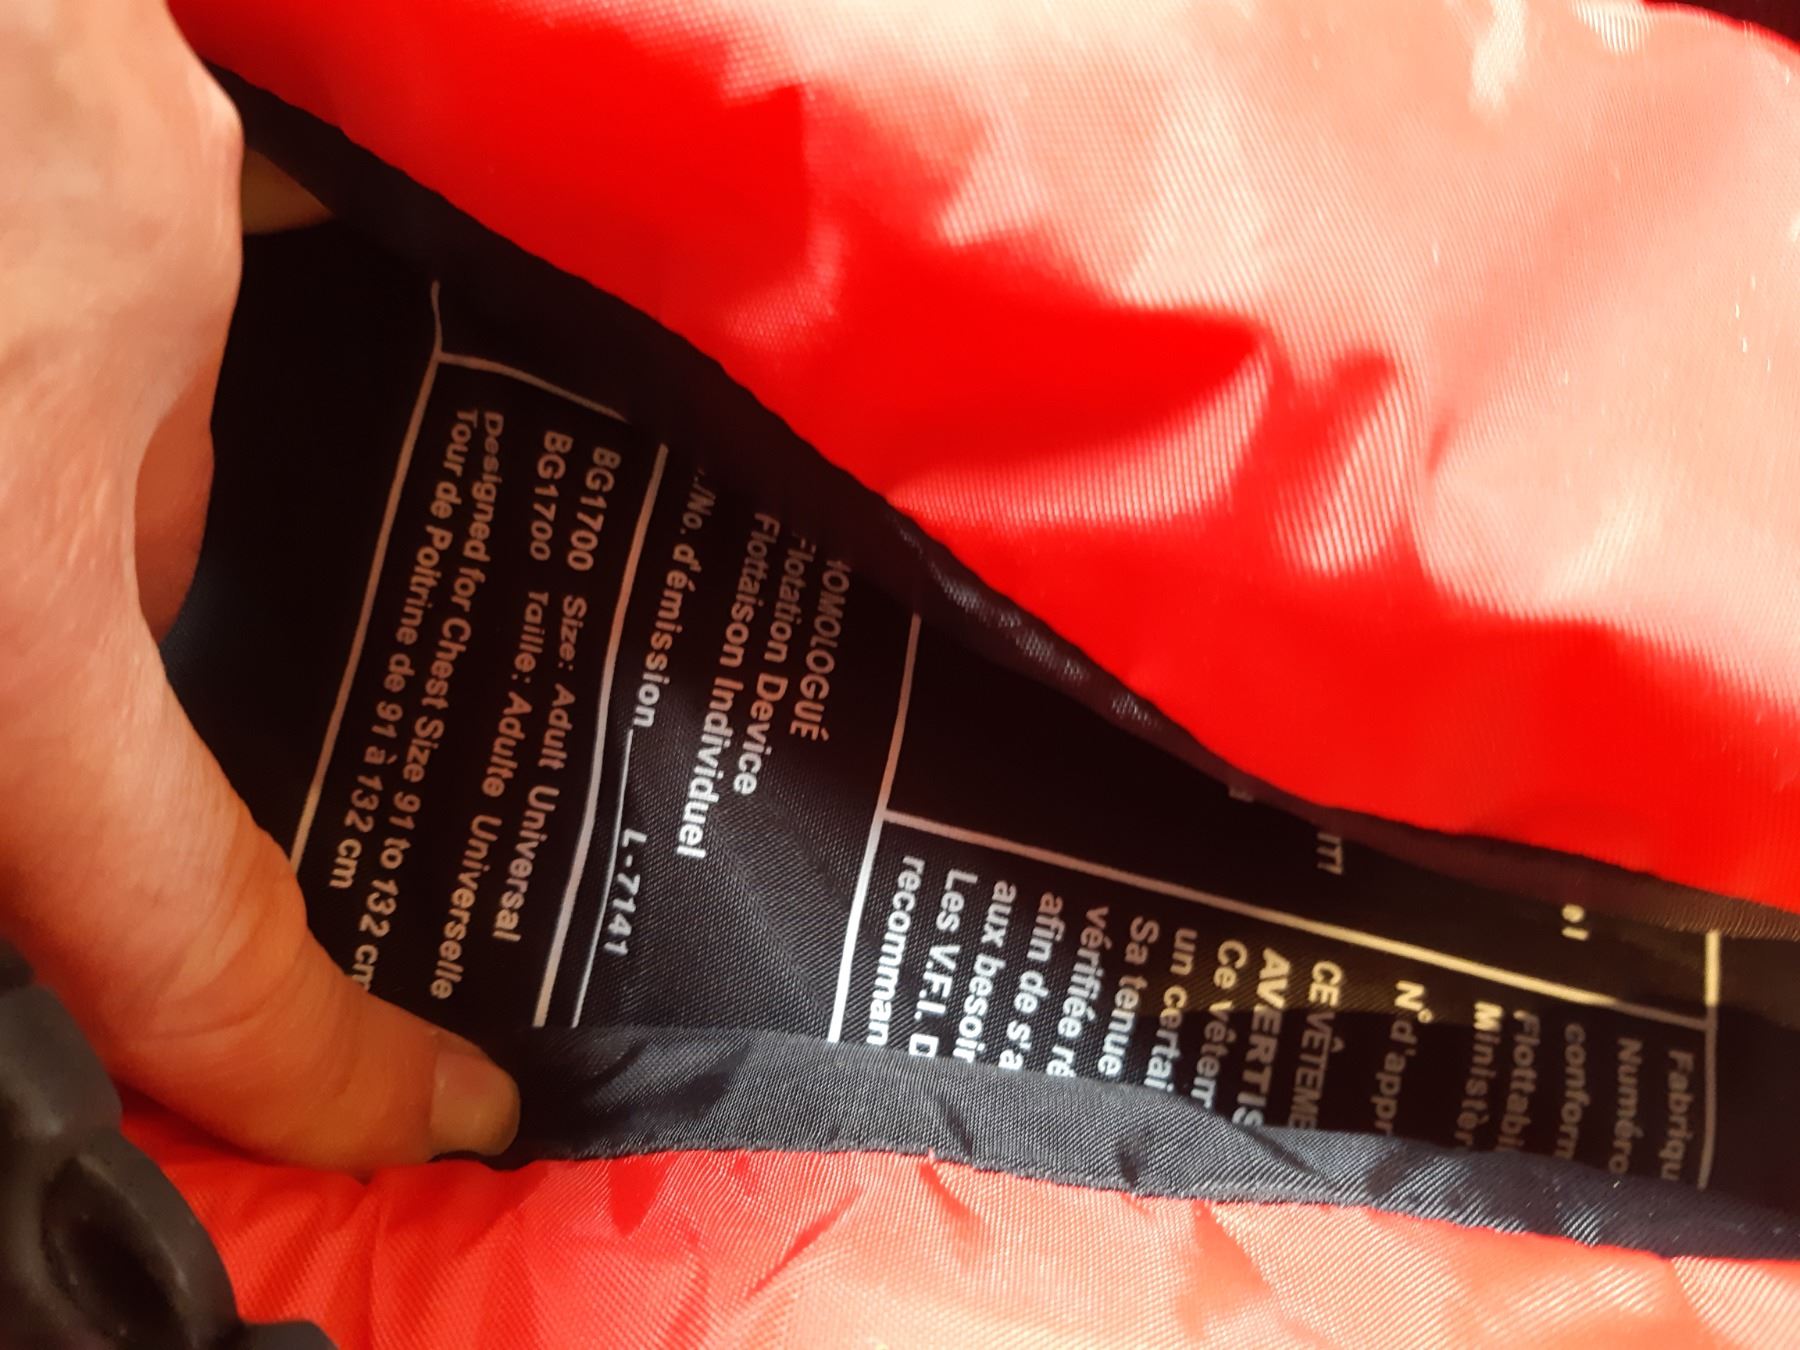 Fabriqu
Numéro
conform
Flottabi
Ministèr
N° d'appr
CE VÊTEME
AVERTIS
Ce vêtem
un certai
Sa tenue
vérifiée ré
afin de s'a
aux besoin
Les V.F.I. D
recomman
HOMOLOGUÉ
Flotation Device
Flottaison Individuel
./No. d'émission L-7141
BG1700 Size: Adult Universal
BG1700 Taille: Adulte Universelle
Designed for Chest Size 91 to 132 cm
Tour de Poitrine de 91 à 132 cm